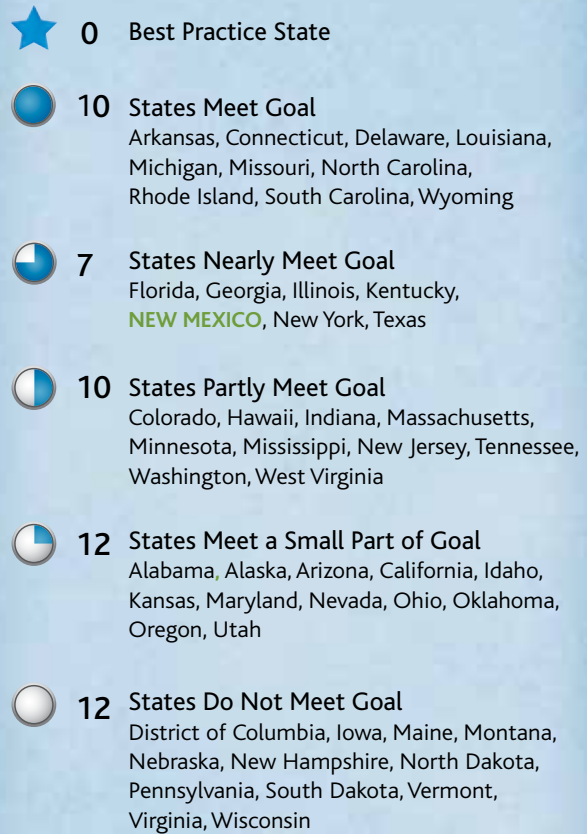 0 Best Practice State
10 States Meet Goal
Arkansas, Connecticut, Delaware, Louisiana,
Michigan, Missouri, North Carolina,
Rhode Island, South Carolina, Wyoming
7 States Nearly Meet Goal
Florida, Georgia, Illinois, Kentucky,
NEW MEXICO, New York, Texas
10 States Partly Meet Goal
Colorado, Hawaii, Indiana, Massachusetts,
Minnesota, Mississippi, New Jersey, Tennessee,
Washington, West Virginia
12 States Meet a Small Part of Goal
Alabama, Alaska, Arizona, California, Idaho,
Kansas, Maryland, Nevada, Ohio, Oklahoma,
Oregon, Utah
12 States Do Not Meet Goal
District of Columbia, Iowa, Maine, Montana,
Nebraska, New Hampshire, North Dakota,
Pennsylvania, South Dakota, Vermont,
Virginia, Wisconsin